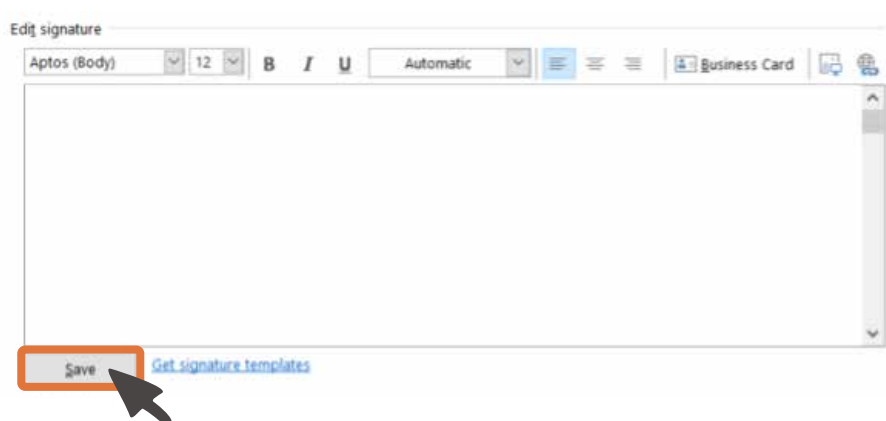 Edit signature
Aptos (Body) 12 B I U Automatic Business Card
Save Get signature templates